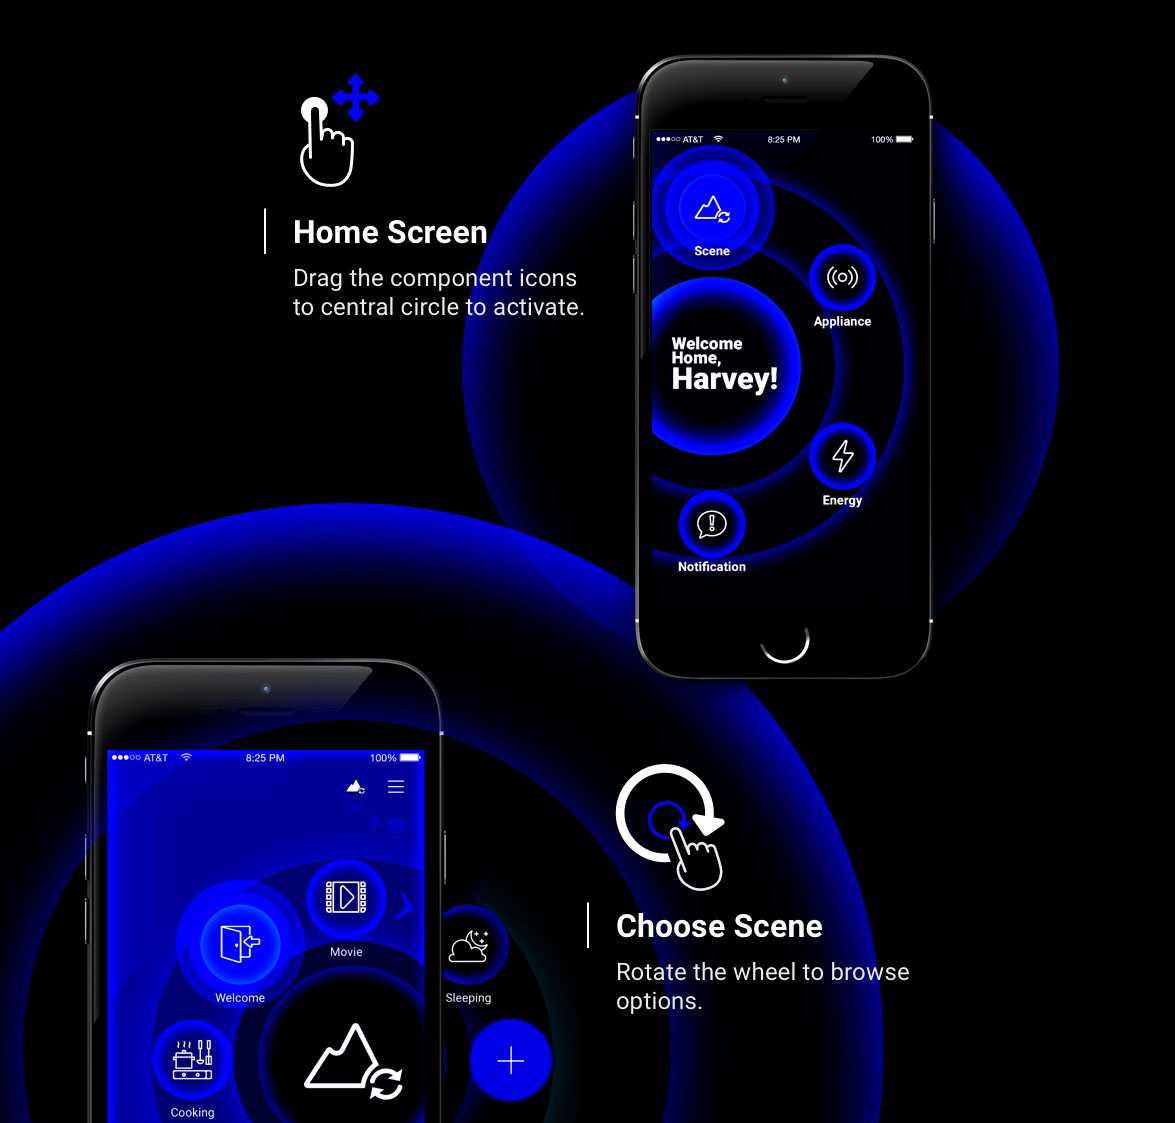 Home Screen
Drag the component icons
to central circle to activate.
AT&T 8:25 PM 100%
Scene
Appliance
Welcome
Home,
Harvey!
Energy
Notification
AT&T 8:25 PM 100%
Movie
Welcome
Sleeping
Cooking
Choose Scene
Rotate the wheel to browse
options.